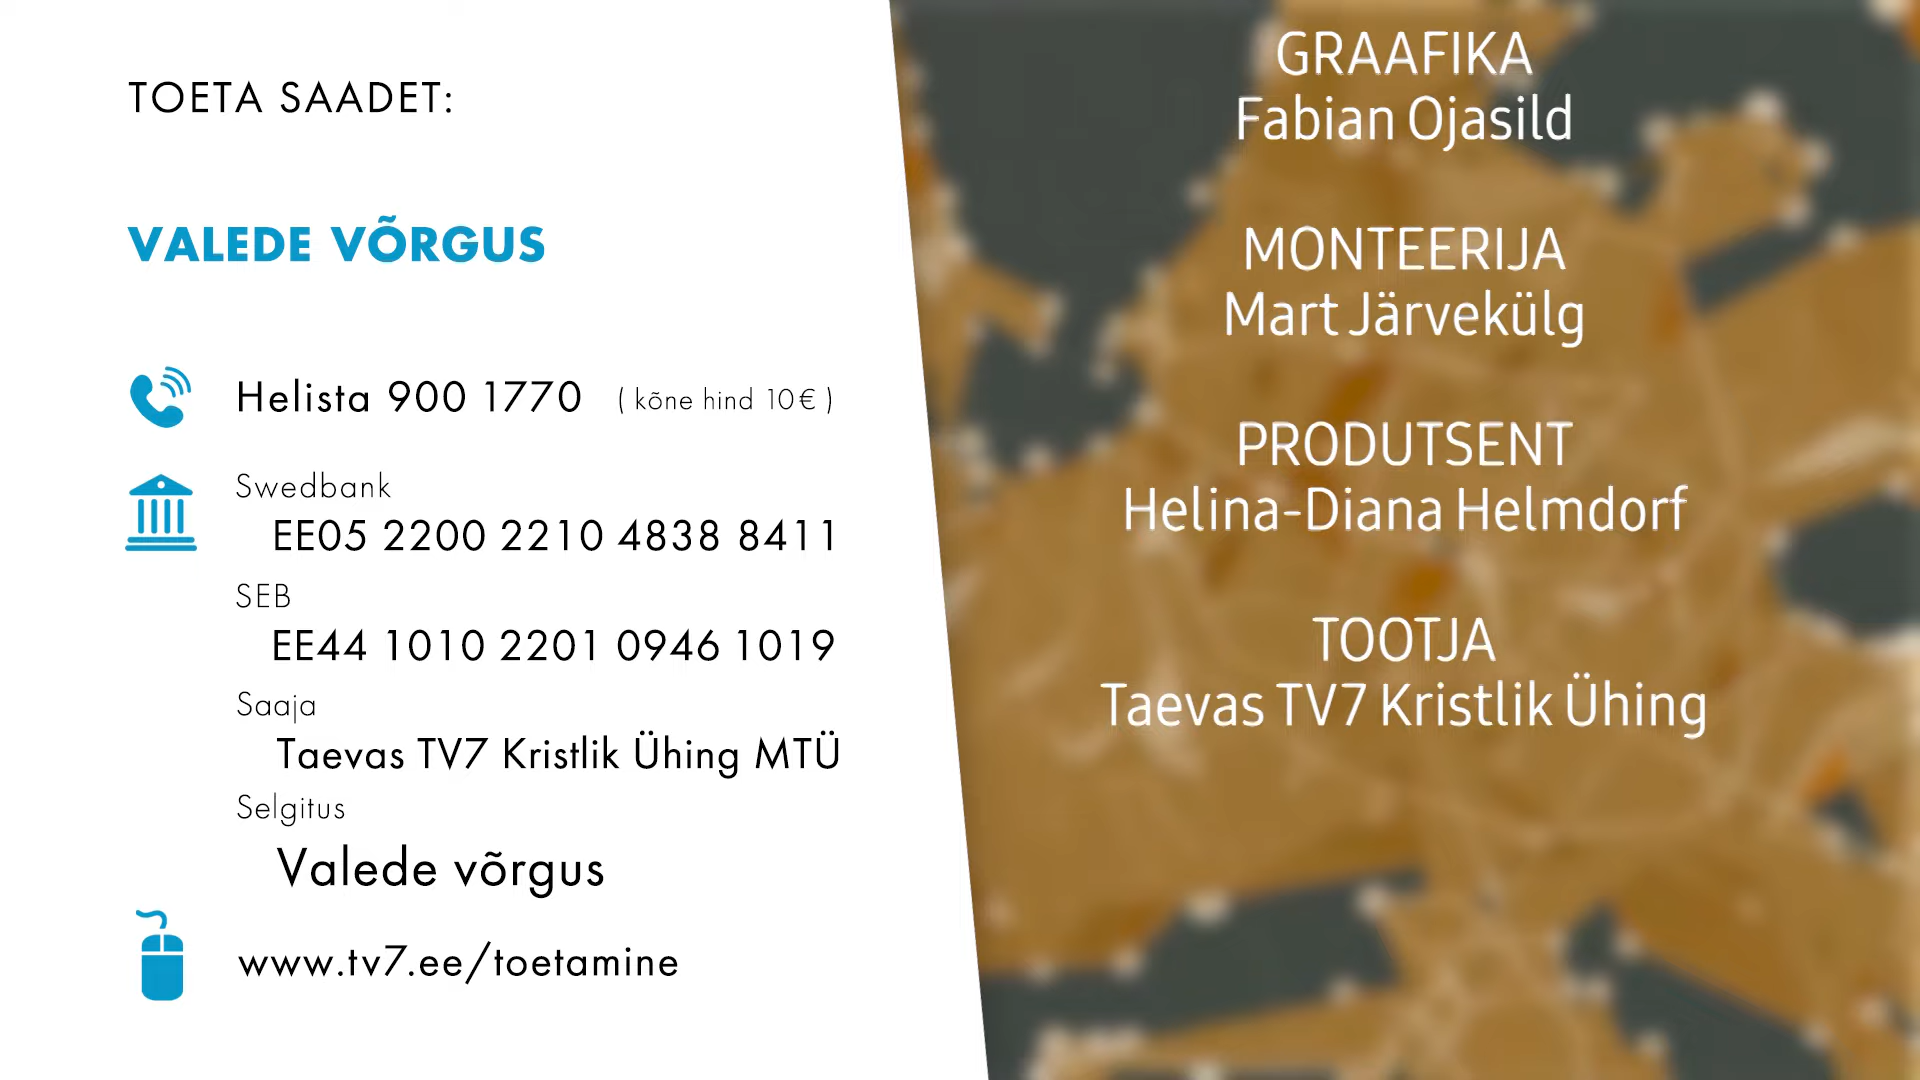 TOETA SAADET:
VALEDE VÕRGUS
Helista 900 1770 ( kõne hind 10€ )
Swedbank
EE05 2200 2210 4838 8411
SEB
EE44 1010 2201 0946 1019
Saaja
Taevas TV7 Kristlik Ühing MTÜ
Selgitus
Valede võrgus
www.tv7.ee/toetamine
GRAAFIKA
Fabian Ojasild
MONTEERIJA
Mart Järvekülg
PRODUTSENT
Helina-Diana Helmdorf
TOOTJA
Taevas TV7 Kristlik Ühing